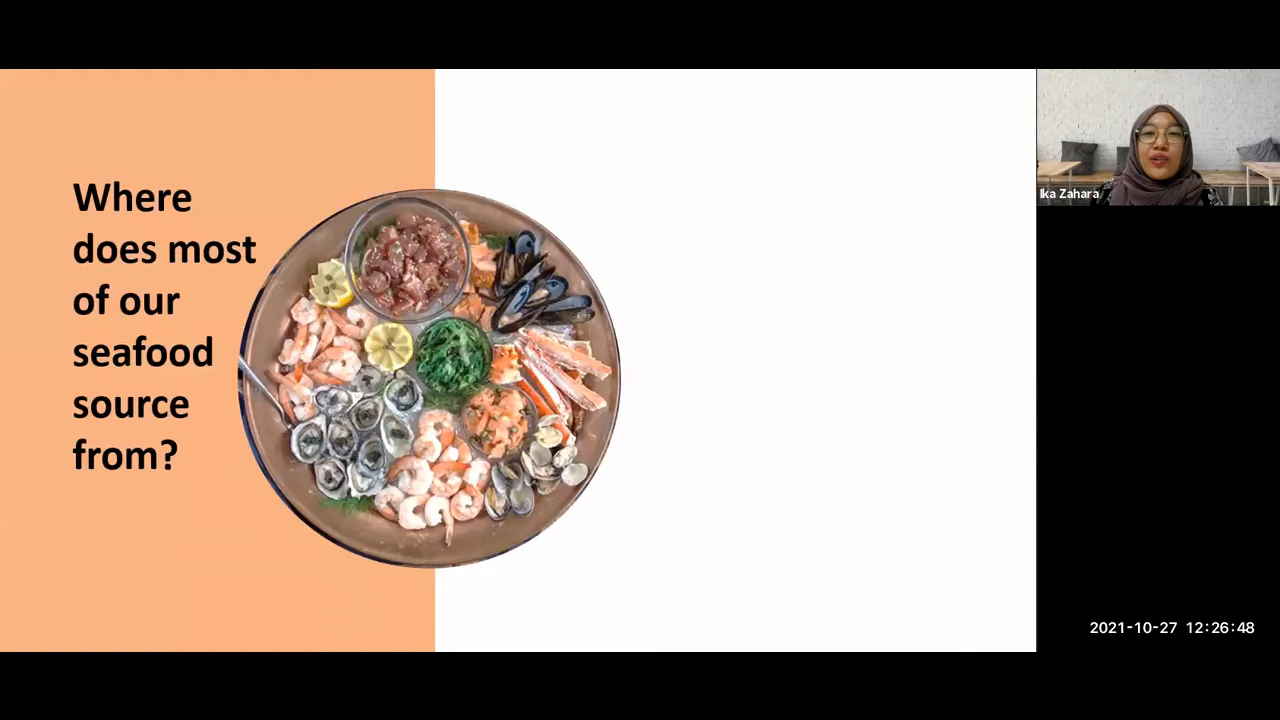 Where
does most
of our
seafood
source
from?
Ika Zahara
2021-10-27 12:26:48